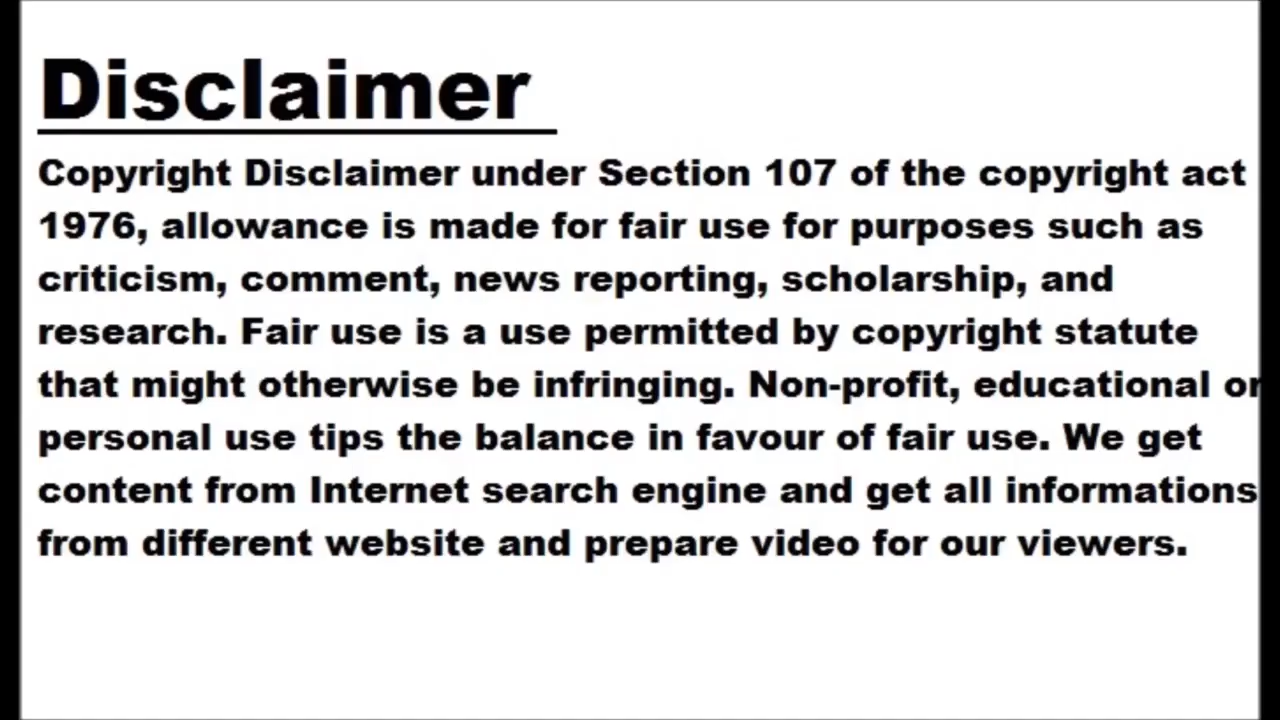 Disclaimer
Copyright Disclaimer under Section 107 of the copyright act
1976, allowance is made for fair use for purposes such as
criticism, comment, news reporting, scholarship, and
research. Fair use is a use permitted by copyright statute
that might otherwise be infringing. Non-profit, educational or
personal use tips the balance in favour of fair use. We get
content from Internet search engine and get all informations
from different website and prepare video for our viewers.